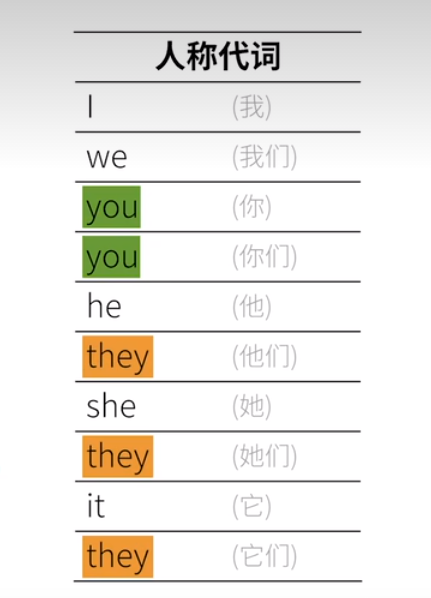 人称代词
I (我)
we (我们)
you (你)
you (你们)
he (他)
they (他们)
she (她)
they (她们)
it (它)
they (它们)